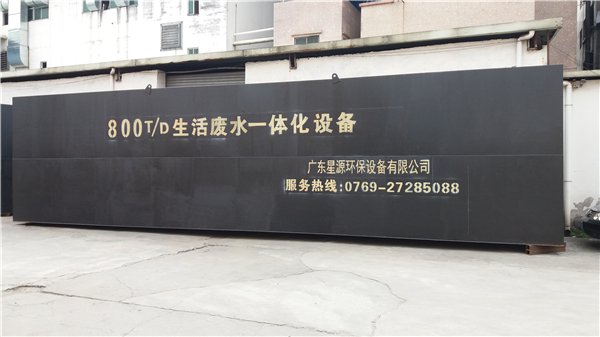 800T/D生活废水一体化设备
广东星源环保设备有限公司
服务热线:0769-27285088